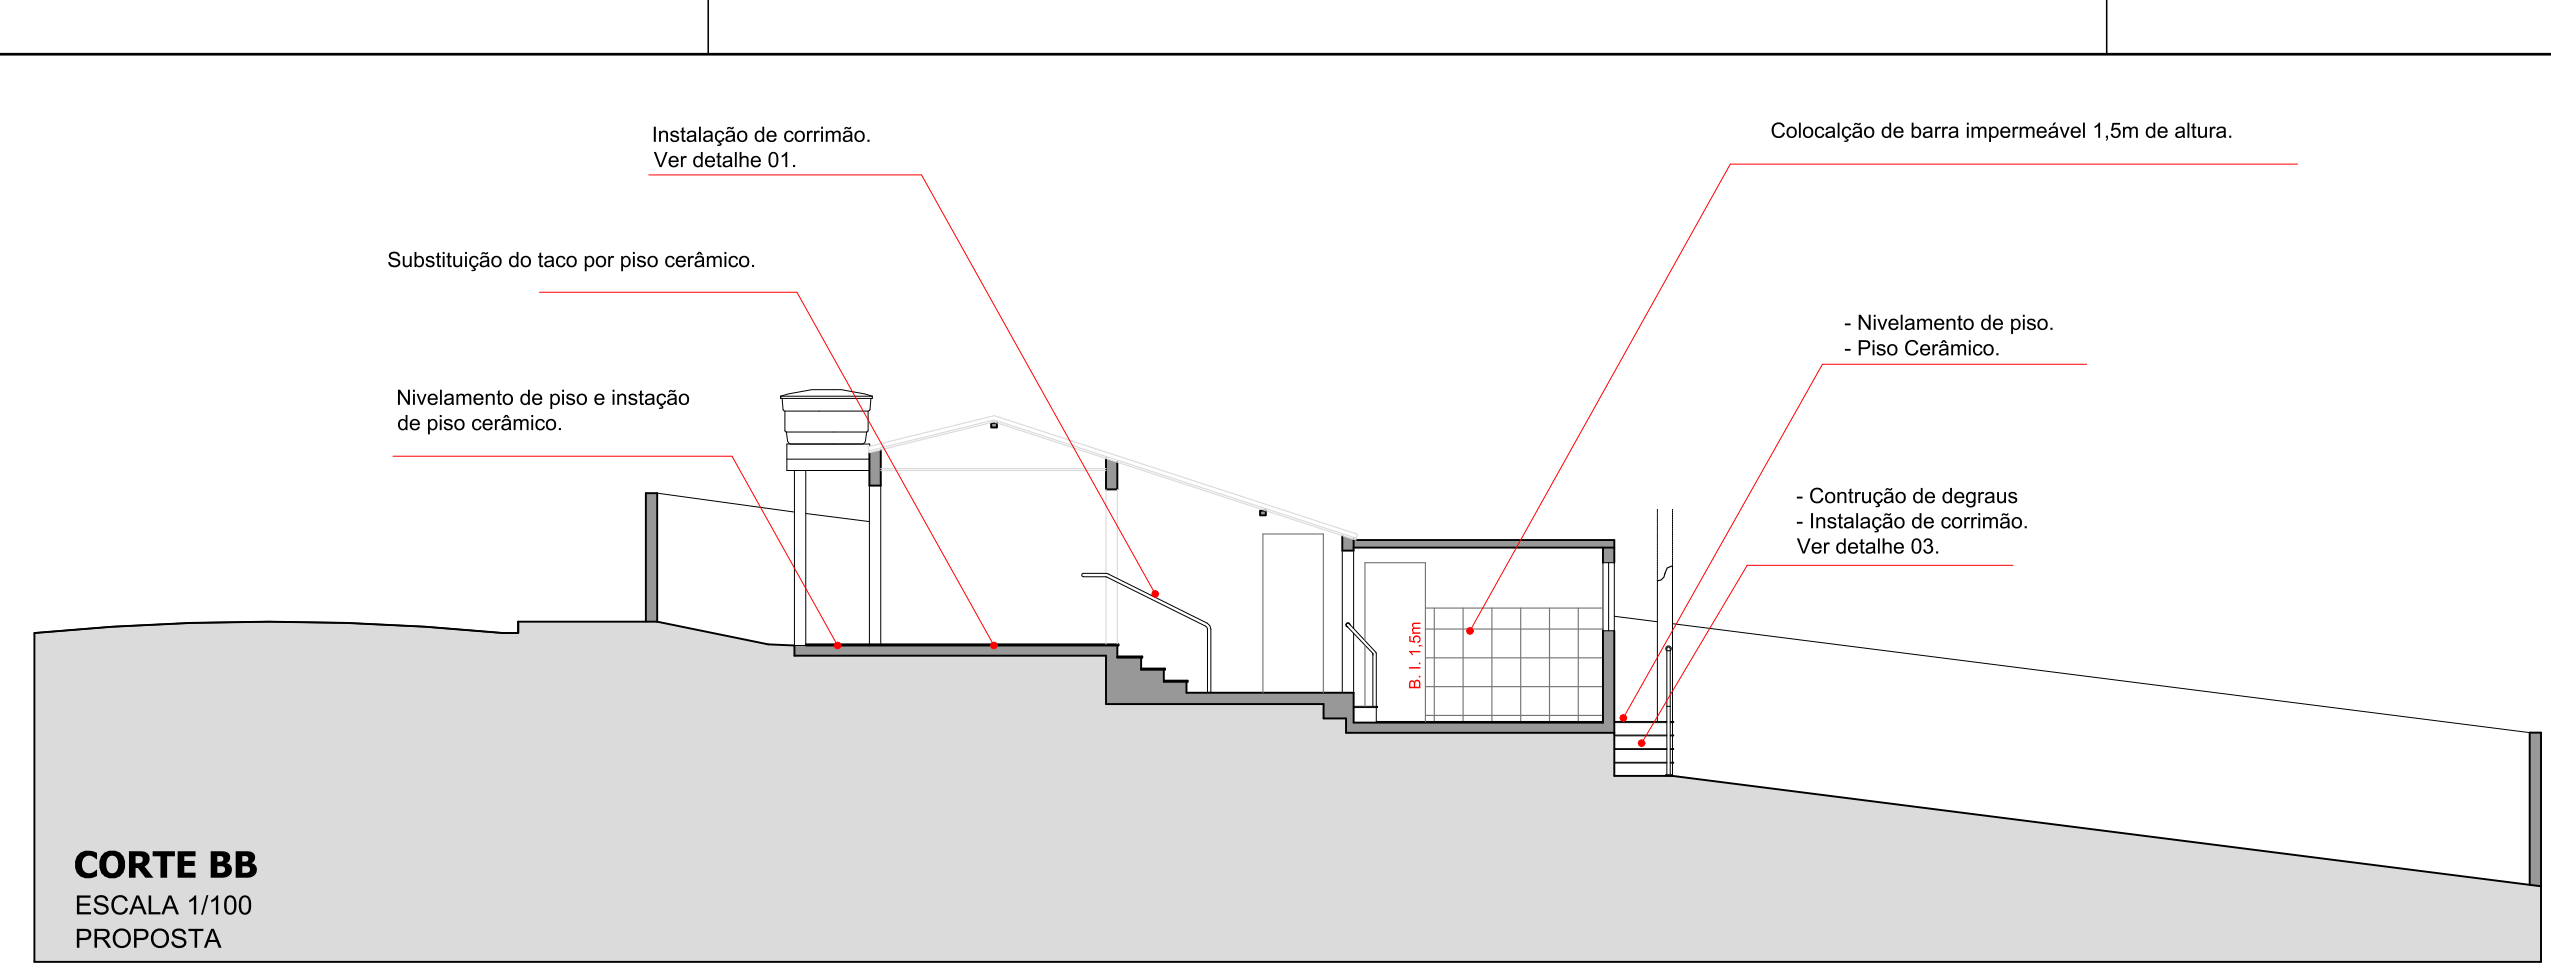 Instalação de corrimão.
Ver detalhe 01.
Colocalção de barra impermeável 1,5m de altura.
Substituição do taco por piso cerâmico.
- Nivelamento de piso.
- Piso Cerâmico.
Nivelamento de piso e instação
de piso cerâmico.
- Contrução de degraus
- Instalação de corrimão.
Ver detalhe 03.
B. I. 1,5m
CORTE BB
ESCALA 1/100
PROPOSTA